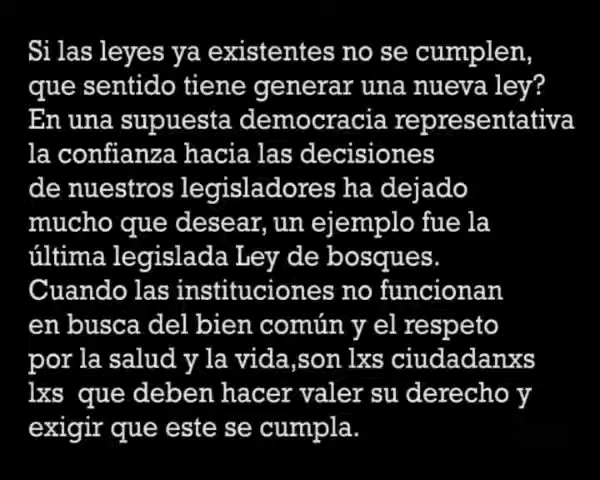 Si las leyes ya existentes no se cumplen,
que sentido tiene generar una nueva ley?
En una supuesta democracia representativa
la confianza hacia las decisiones
de nuestros legisladores ha dejado
mucho que desear, un ejemplo fue la
última legislada Ley de bosques.
Cuando las instituciones no funcionan
en busca del bien común y el respeto
por la salud y la vida,son lxs ciudadanxs
lxs  que deben hacer valer su derecho y
exigir que este se cumpla.